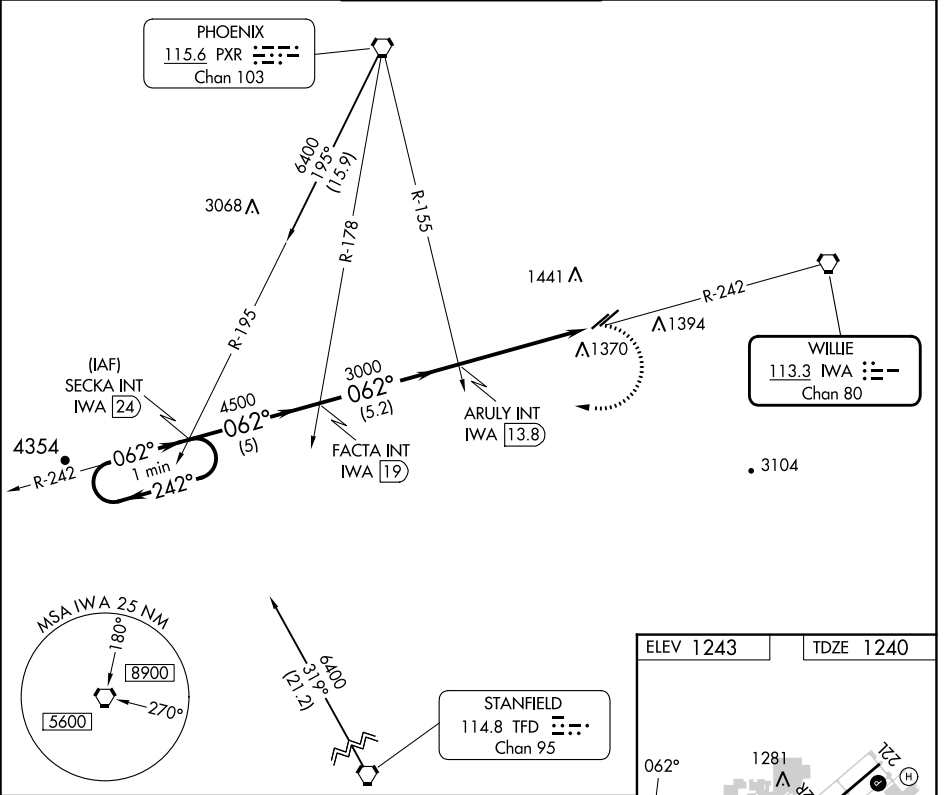 PHOENIX
115.6 PXR
Chan 103
6400
195°
(15.9)
3068
R-178
R-155
1441
R-242
R-195
1394
1370
WILLIE
113.3 IWA
Chan 80
(IAF)
SECKA INT
IWA 24
3000
062°
(5.2)
4500
062°
(5)
ARULY INT
IWA 13.8
FACTA INT
IWA 19
4354
R-242
062°
1 min
242°
3104
MSA IWA 25 NM
180°
8900
270°
5600
6400
319°
(21.2)
STANFIELD
114.8 TFD
Chan 95
ELEV 1243
TDZE 1240
062°
1281
22L
H
P